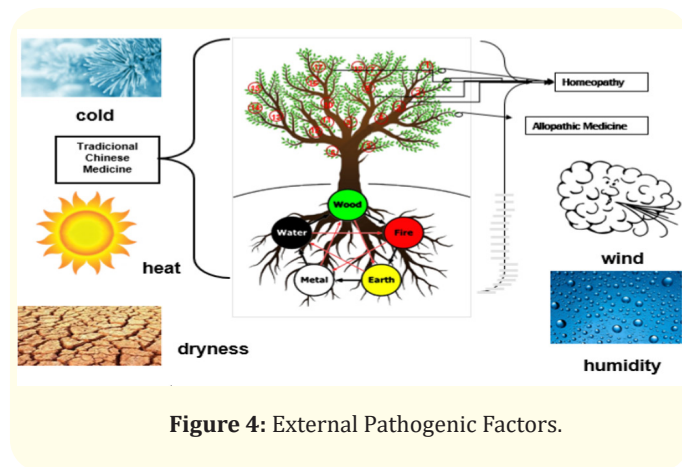 cold
Tradicional
Chinese
Medicine
heat
dryness
Wood
Water
Fire
Metal
Earth
Homeopathy
Allopathic Medicine
wind
humidity
Figure 4: External Pathogenic Factors.